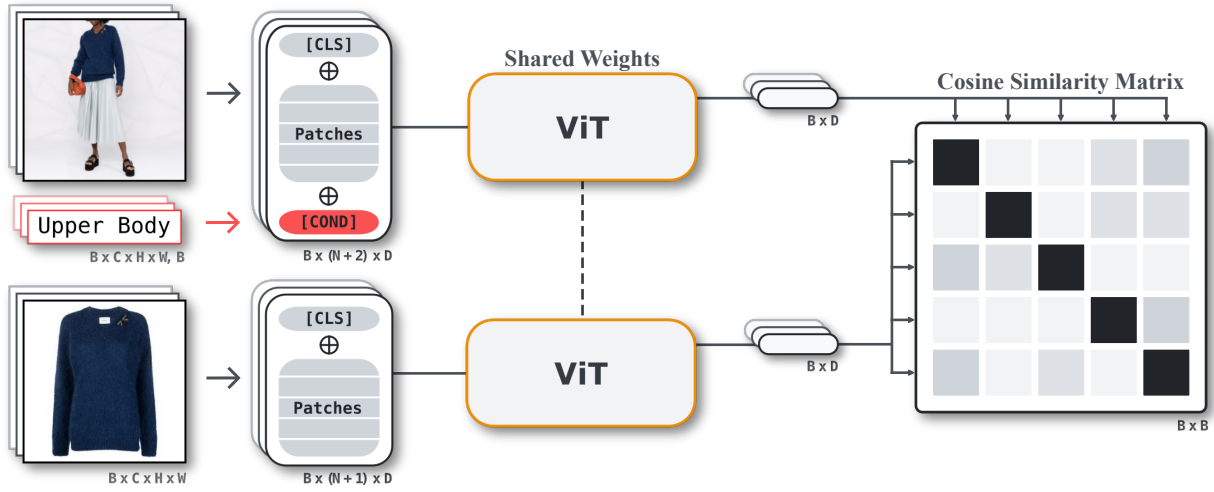 [CLS]
Patches
[COND]
B x (N + 2) x D
Upper Body
B x C x H x W, B
Shared Weights
ViT
B x D
Cosine Similarity Matrix
B x B
[CLS]
Patches
B x (N + 1) x D
B x C x H x W
ViT
B x D